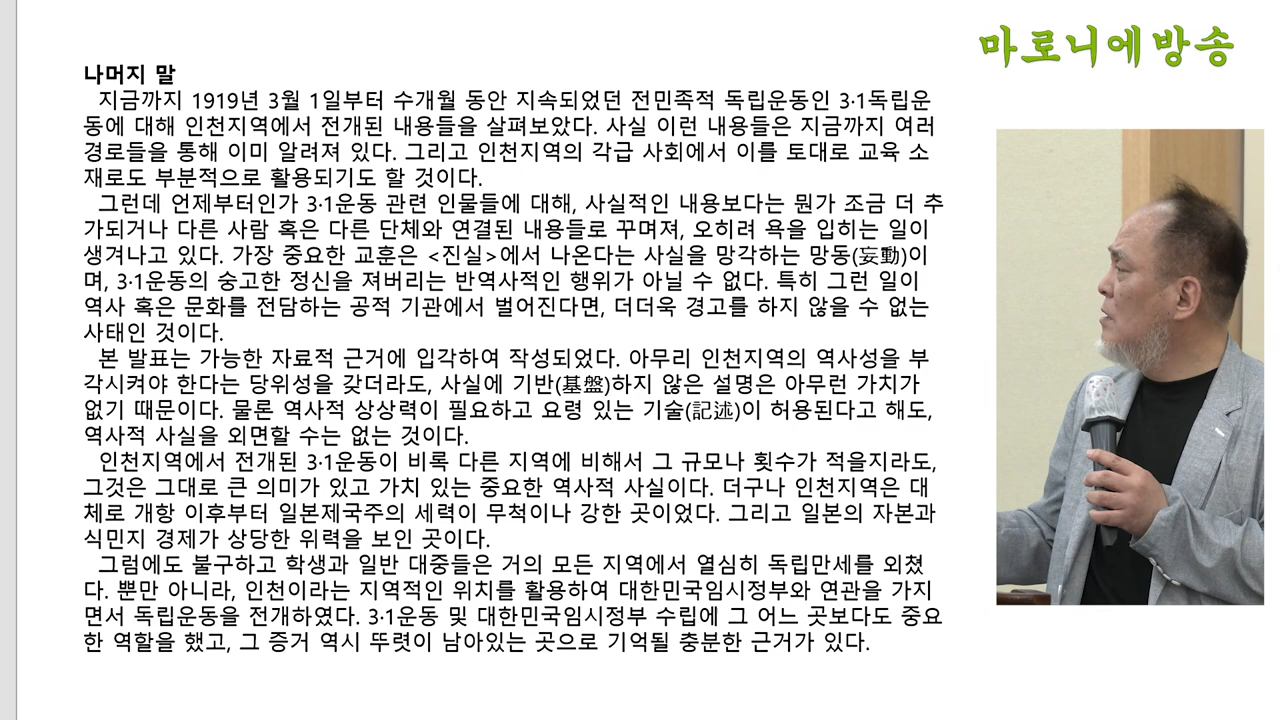 마로니에방송
나머지 말
지금까지 1919년 3월 1일부터 수개월 동안 지속되었던 전민족적 독립운동인 3·1독립운
동에 대해 인천지역에서 전개된 내용들을 살펴보았다. 사실 이런 내용들은 지금까지 여러
경로들을 통해 이미 알려져 있다. 그리고 인천지역의 각급 사회에서 이를 토대로 교육 소
재로도 부분적으로 활용되기도 할 것이다.
그런데 언제부터인가 3·1운동 관련 인물들에 대해, 사실적인 내용보다는 뭔가 조금 더 추
가되거나 다른 사람 혹은 다른 단체와 연결된 내용들로 꾸며져, 오히려 욕을 입히는 일이
생겨나고 있다. 가장 중요한 교훈은 <진실>에서 나온다는 사실을 망각하는 망동(妄動)이
며, 3·1운동의 숭고한 정신을 져버리는 반역사적인 행위가 아닐 수 없다. 특히 그런 일이
역사 혹은 문화를 전담하는 공적 기관에서 벌어진다면, 더더욱 경고를 하지 않을 수 없는
사태인 것이다.
본 발표는 가능한 자료적 근거에 입각하여 작성되었다. 아무리 인천지역의 역사성을 부
각시켜야 한다는 당위성을 갖더라도, 사실에 기반(基盤)하지 않은 설명은 아무런 가치가
없기 때문이다. 물론 역사적 상상력이 필요하고 요령 있는 기술(記述)이 허용된다고 해도,
역사적 사실을 외면할 수는 없는 것이다.
인천지역에서 전개된 3·1운동이 비록 다른 지역에 비해서 그 규모나 횟수가 적을지라도,
그것은 그대로 큰 의미가 있고 가치 있는 중요한 역사적 사실이다. 더구나 인천지역은 대
체로 개항 이후부터 일본제국주의 세력이 무척이나 강한 곳이었다. 그리고 일본의 자본과
식민지 경제가 상당한 위력을 보인 곳이다.
그럼에도 불구하고 학생과 일반 대중들은 거의 모든 지역에서 열심히 독립만세를 외쳤
다. 뿐만 아니라, 인천이라는 지역적인 위치를 활용하여 대한민국임시정부와 연관을 가지
면서 독립운동을 전개하였다. 3·1운동 및 대한민국임시정부 수립에 그 어느 곳보다도 중요
한 역할을 했고, 그 증거 역시 뚜렷이 남아있는 곳으로 기억될 충분한 근거가 있다.